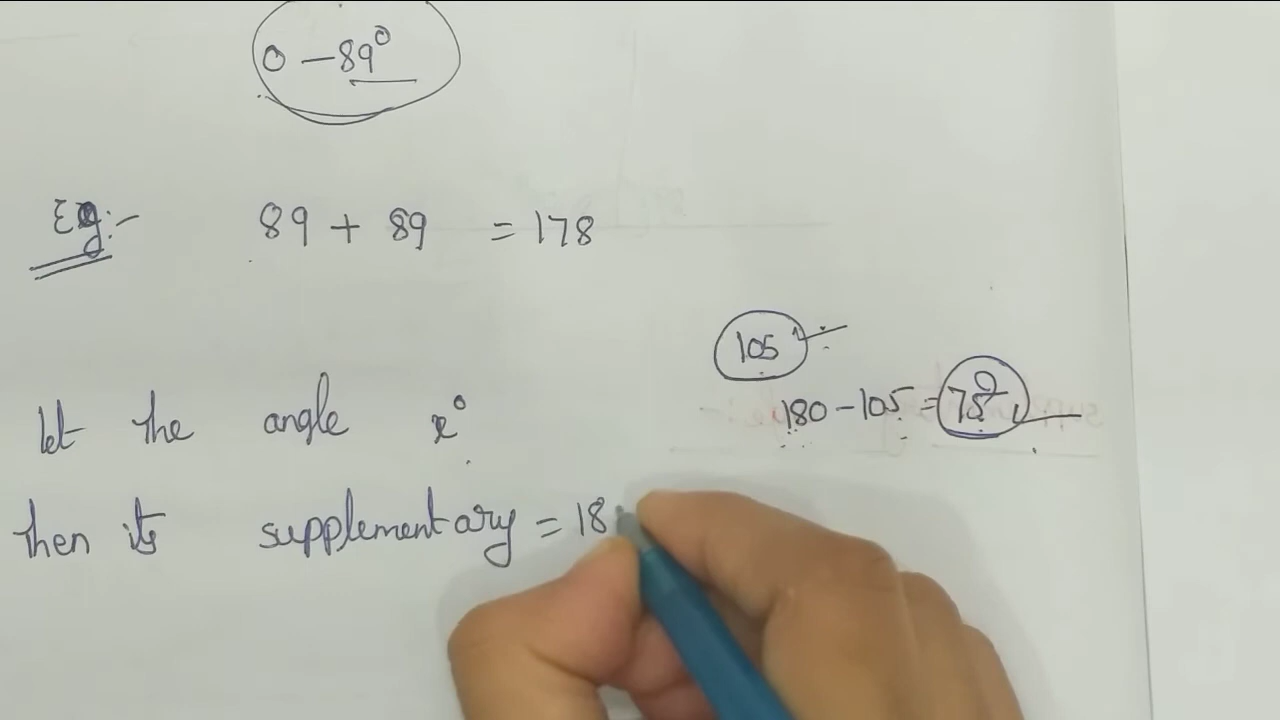 0 – 89°
Eg:-
89 + 89 = 178
105
180 – 105 = 75°
let the angle x°
then its supplementary = 18